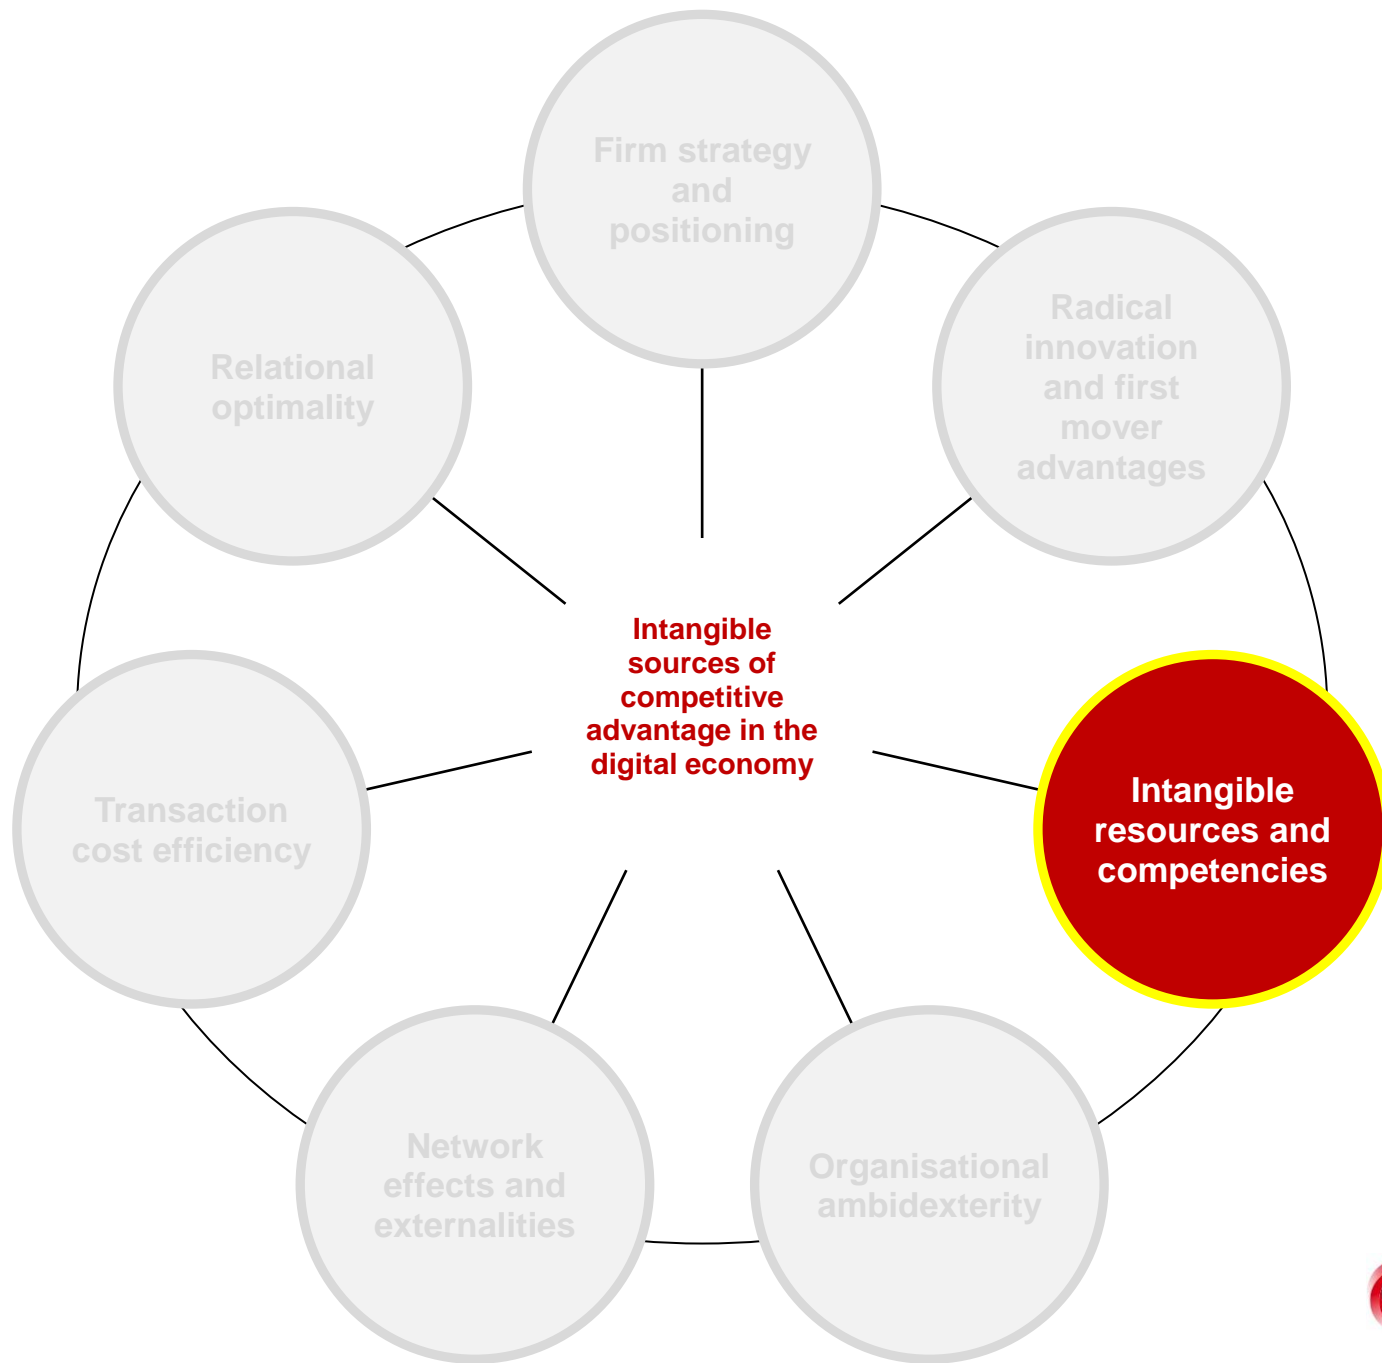 Firm strategy
and
positioning
Radical
innovation
and first
mover
advantages
Relational
optimality
Intangible
sources of
competitive
advantage in the
digital economy
Intangible
resources and
competencies
Transaction
cost efficiency
Network
effects and
externalities
Organisational
ambidexterity